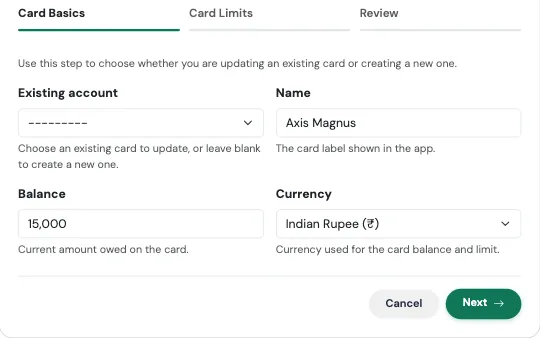 Card Basics
Card Limits
Review
Use this step to choose whether you are updating an existing card or creating a new one.
Existing account
Name
---------
Axis Magnus
Choose an existing card to update, or leave blank
to create a new one.
The card label shown in the app.
Balance
Currency
15,000
Indian Rupee (₹)
Current amount owed on the card.
Currency used for the card balance and limit.
Cancel
Next →